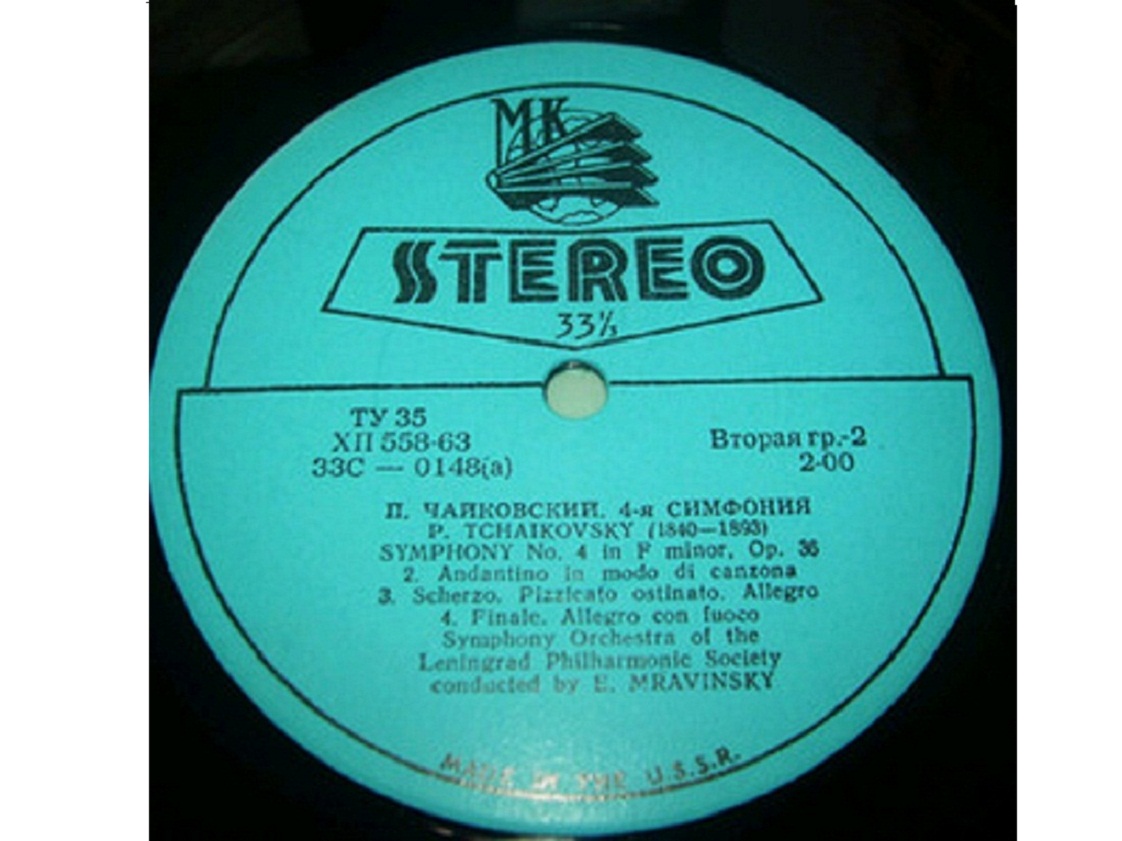 МК
STEREO
33⅓
ТУ 35
ХП 558-63
33С — 0148(а)
Вторая гр.-2
2-00
П. ЧАЙКОВСКИЙ. 4-я СИМФОНИЯ
P. TCHAIKOVSKY (1840—1893)
SYMPHONY No. 4 in F minor, Op. 36
2. Andantino in modo di canzona
3. Scherzo. Pizzicato ostinato. Allegro
4. Finale. Allegro con fuoco
Symphony Orchestra of the
Leningrad Philharmonic Society
conducted by E. MRAVINSKY
MADE IN THE U.S.S.R.